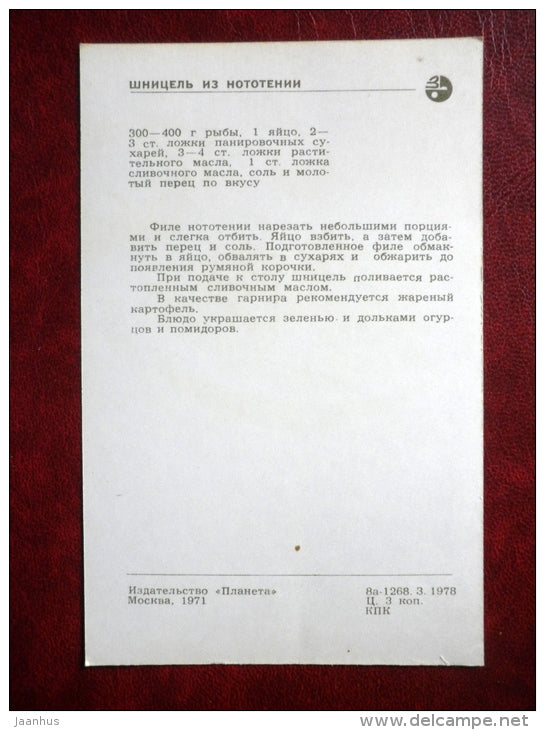 ШНИЦЕЛЬ ИЗ НОТОТЕНИИ
300—400 г рыбы, 1 яйцо, 2—
3 ст. ложки панировочных су-
харей, 3—4 ст. ложки расти-
тельного масла, 1 ст. ложка
сливочного масла, соль и моло-
тый перец по вкусу
Филе нототении нарезать небольшими порция-
ми и слегка отбить. Яйцо взбить, а затем доба-
вить перец и соль. Подготовленное филе обмак-
нуть в яйцо, обвалять в сухарях и обжарить до
появления румяной корочки.
При подаче к столу шницель поливается рас-
топленным сливочным маслом.
В качестве гарнира рекомендуется жареный
картофель.
Блюдо украшается зеленью и дольками огур-
цов и помидоров.
Издательство «Планета»
Москва, 1971
8а-1268. 3. 1978
Ц. 3 коп.
КПК
janhus
www.delcampe.net